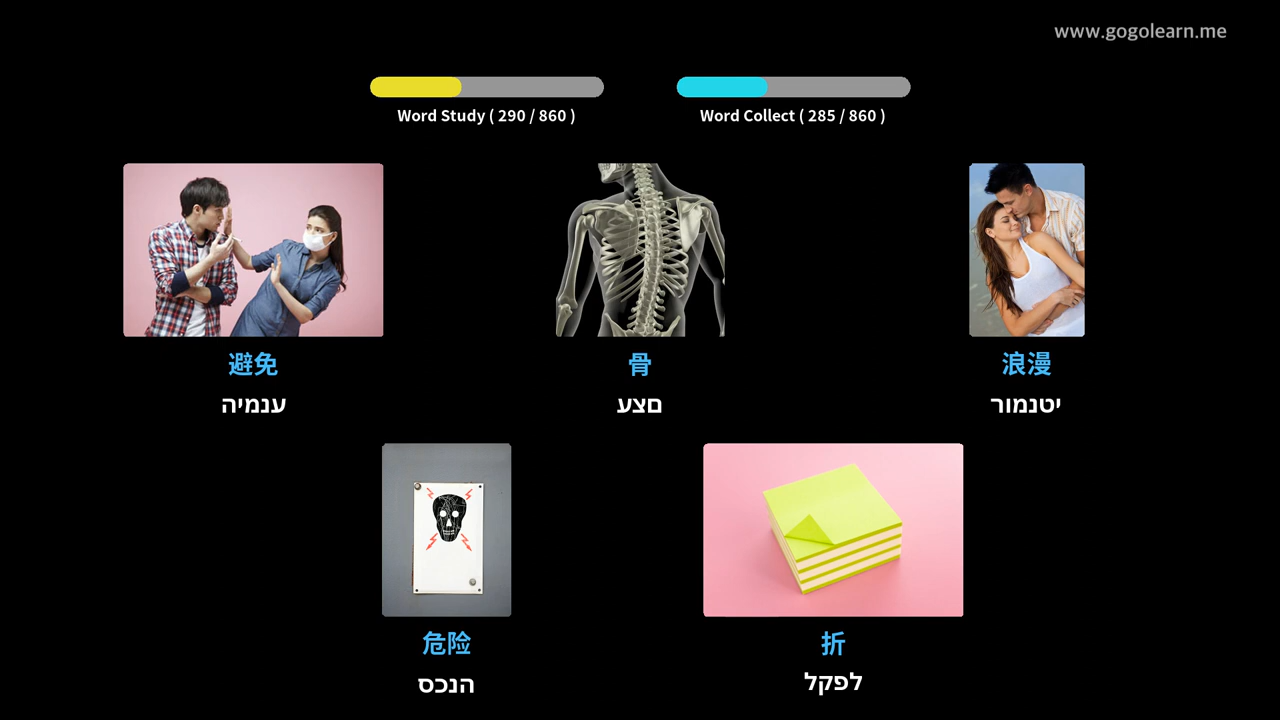 www.gogolearn.me
Word Study ( 290 / 860 )
Word Collect ( 285 / 860 )
避免
ענמיה
骨
םצע
浪漫
יטנמור
危险
הנכס
折
לפקל